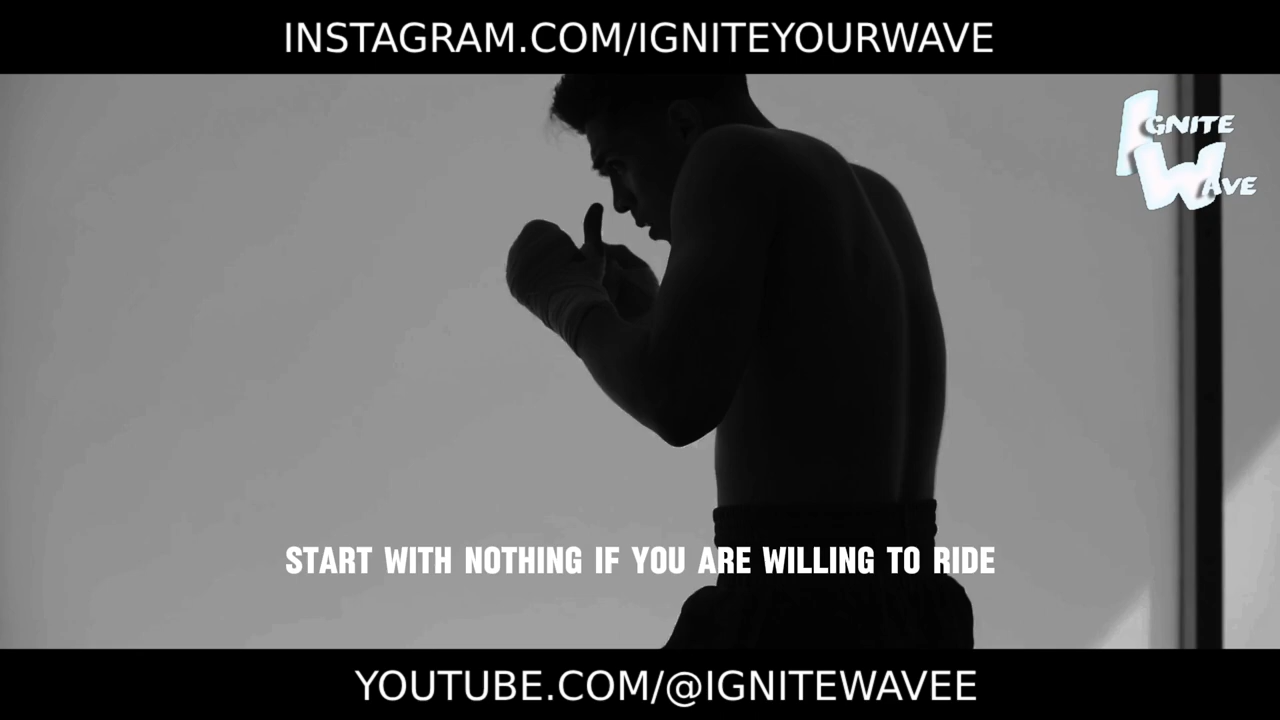 INSTAGRAM.COM/IGNITEYOURWAVE
IGNITE
WAVE
START WITH NOTHING IF YOU ARE WILLING TO RIDE
YOUTUBE.COM/@IGNITEWAVEE